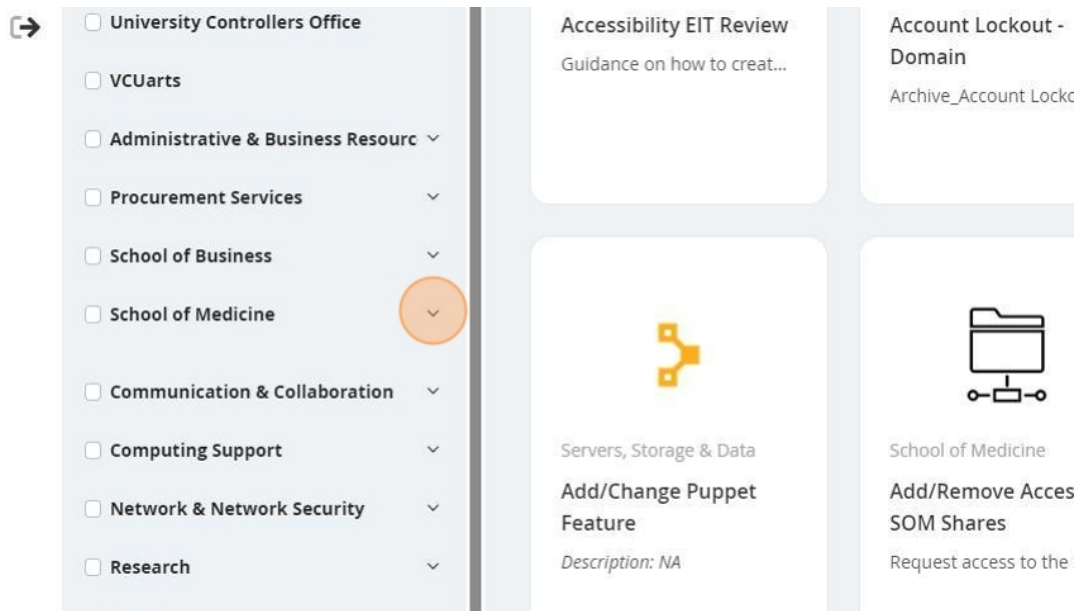 University Controllers Office
VCUarts
Administrative & Business Resourc
Procurement Services
School of Business
School of Medicine
Communication & Collaboration
Computing Support
Network & Network Security
Research
Accessibility EIT Review
Guidance on how to creat...
Account Lockout -
Domain
Archive_Account Locko
Servers, Storage & Data
Add/Change Puppet
Feature
Description: NA
School of Medicine
Add/Remove Acces
SOM Shares
Request access to the